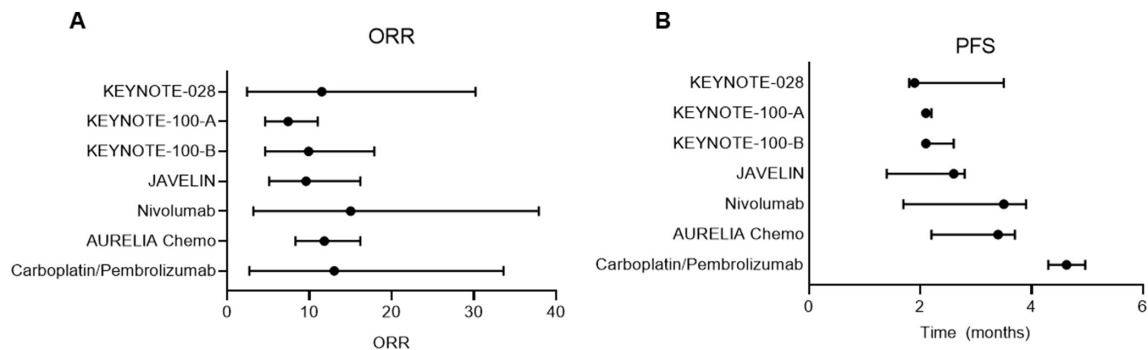 A
ORR
KEYNOTE-028
KEYNOTE-100-A
KEYNOTE-100-B
JAVELIN
Nivolumab
AURELIA Chemo
Carboplatin/Pembrolizumab
0 10 20 30 40
ORR
B
PFS
KEYNOTE-028
KEYNOTE-100-A
KEYNOTE-100-B
JAVELIN
Nivolumab
AURELIA Chemo
Carboplatin/Pembrolizumab
0 2 4 6
Time (months)